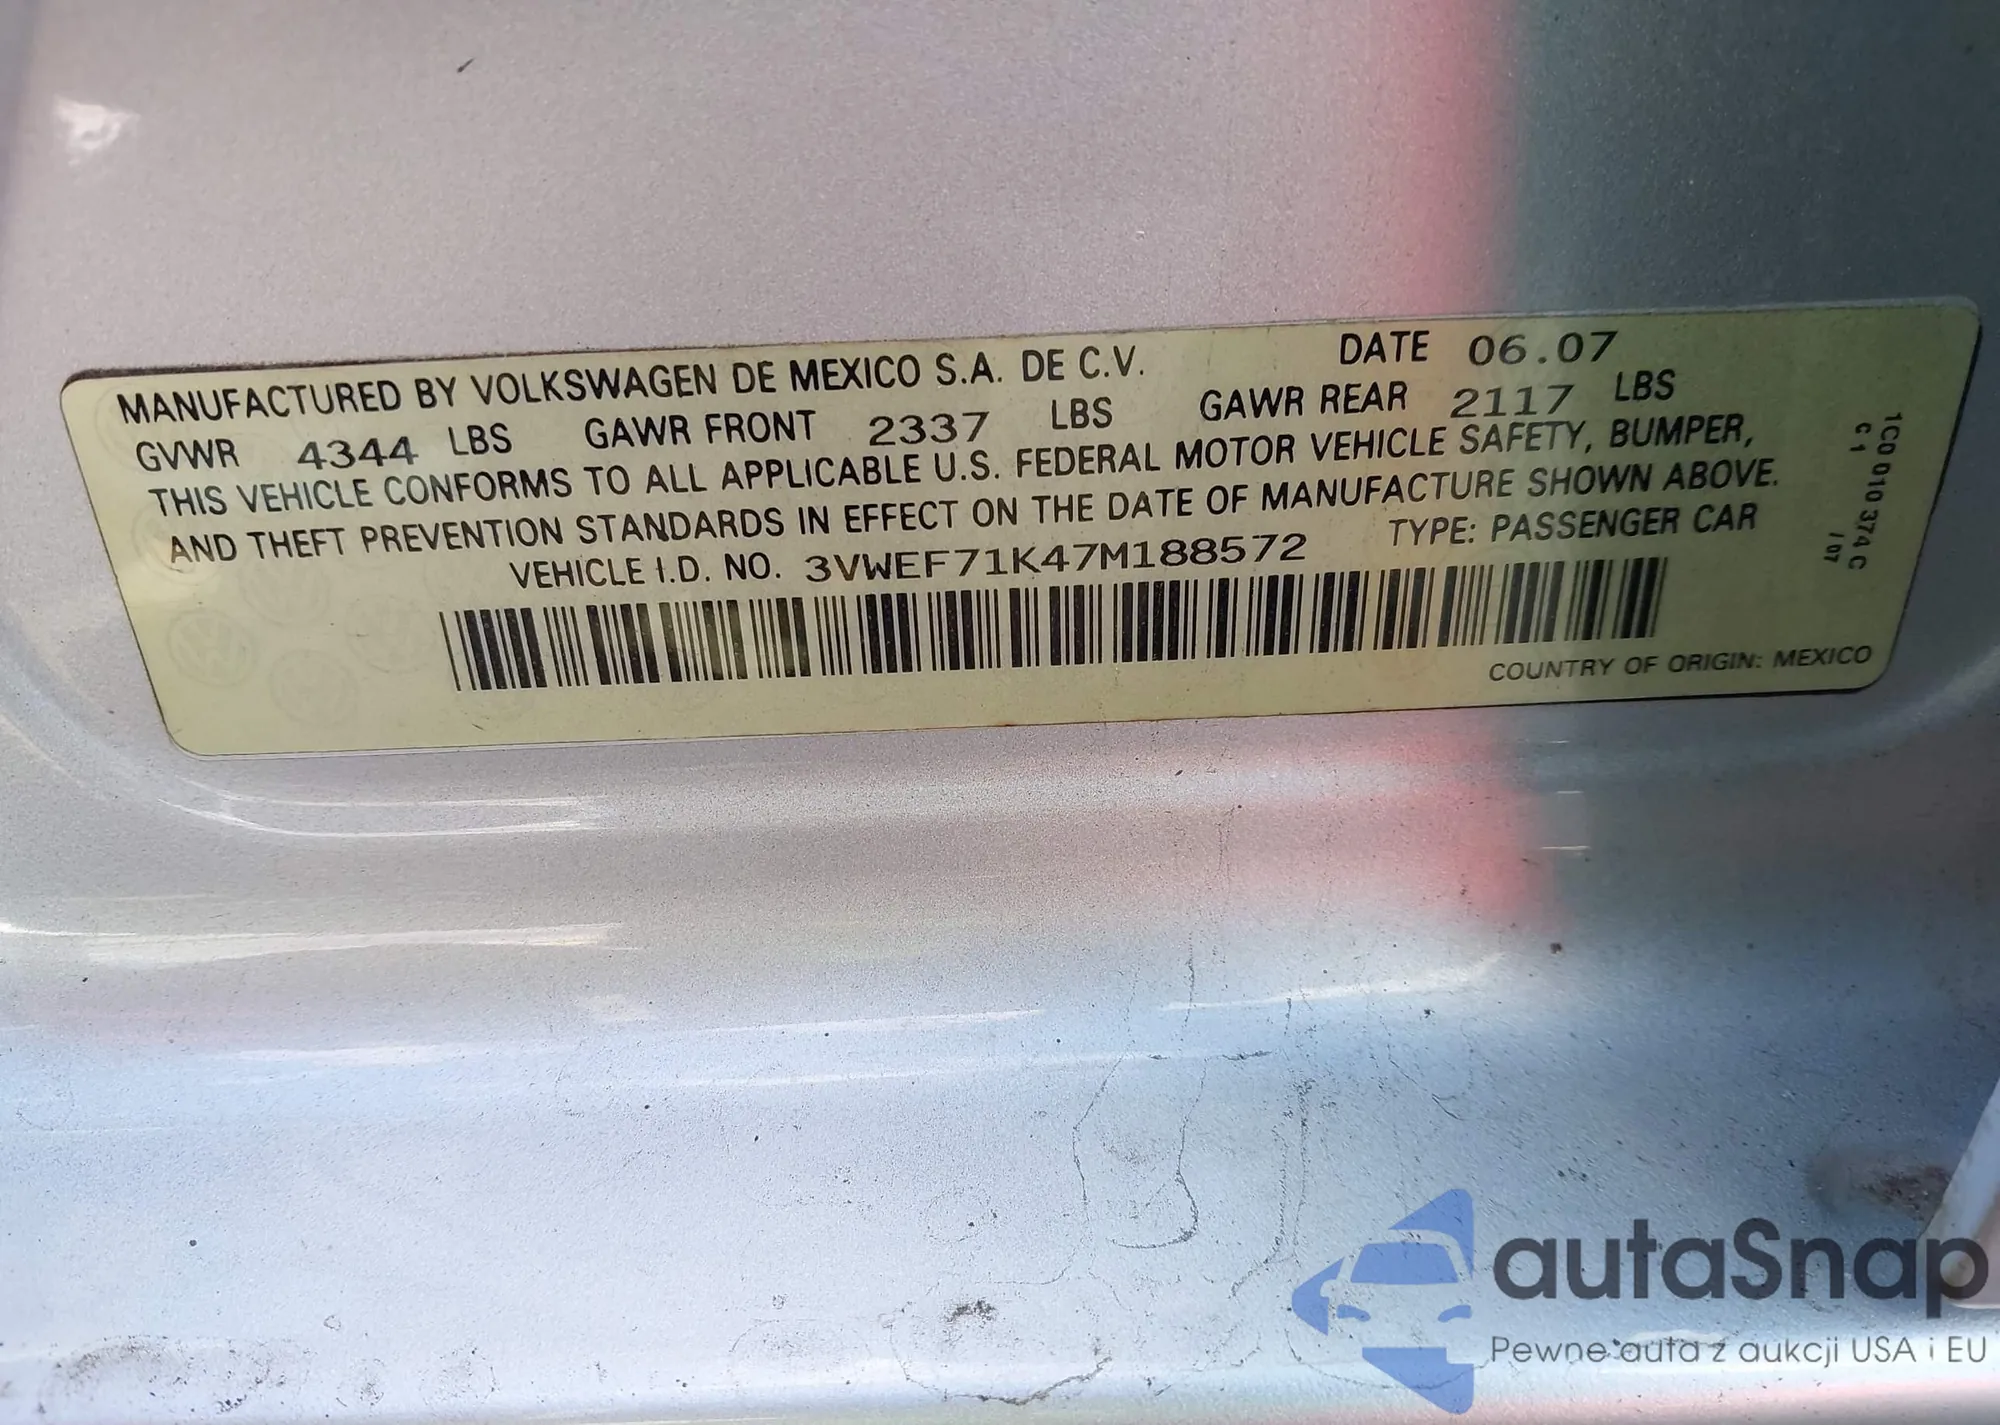 MANUFACTURED BY VOLKSWAGEN DE MEXICO S.A. DE C.V. DATE 06.07
GVWR 4344 LBS GAWR FRONT 2337 LBS GAWR REAR 2117 LBS
THIS VEHICLE CONFORMS TO ALL APPLICABLE U.S. FEDERAL MOTOR VEHICLE SAFETY, BUMPER,
AND THEFT PREVENTION STANDARDS IN EFFECT ON THE DATE OF MANUFACTURE SHOWN ABOVE.
VEHICLE I.D. NO. 3VWEF71K47M188572 TYPE: PASSENGER CAR
COUNTRY OF ORIGIN: MEXICO
1C0 010 374 C
C 1 / 07
autaSnap
Pewne auta z aukcji USA i EU